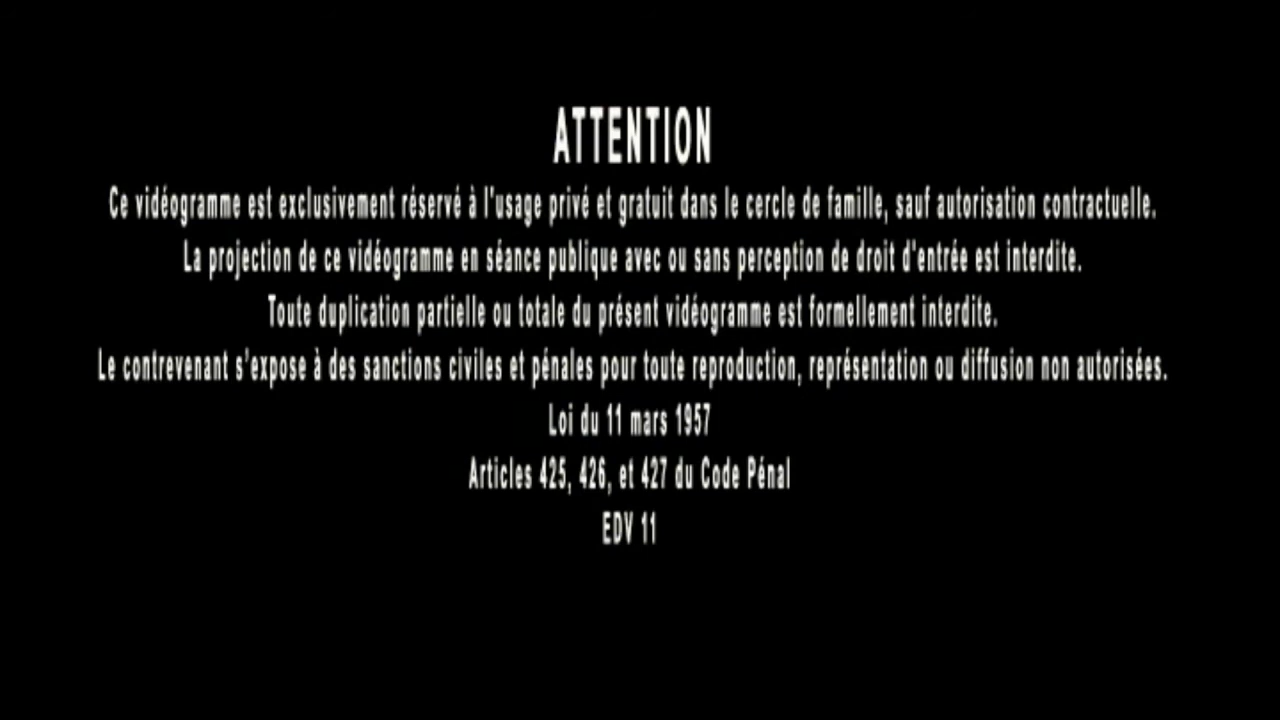 ATTENTION
Ce vidéogramme est exclusivement réservé à l'usage privé et gratuit dans le cercle de famille, sauf autorisation contractuelle.
La projection de ce vidéogramme en séance publique avec ou sans perception de droit d'entrée est interdite.
Toute duplication partielle ou totale du présent vidéogramme est formellement interdite.
Le contrevenant s'expose à des sanctions civiles et pénales pour toute reproduction, représentation ou diffusion non autorisées.
Loi du 11 mars 1957
Articles 425, 426, et 427 du Code Pénal
EDV 11